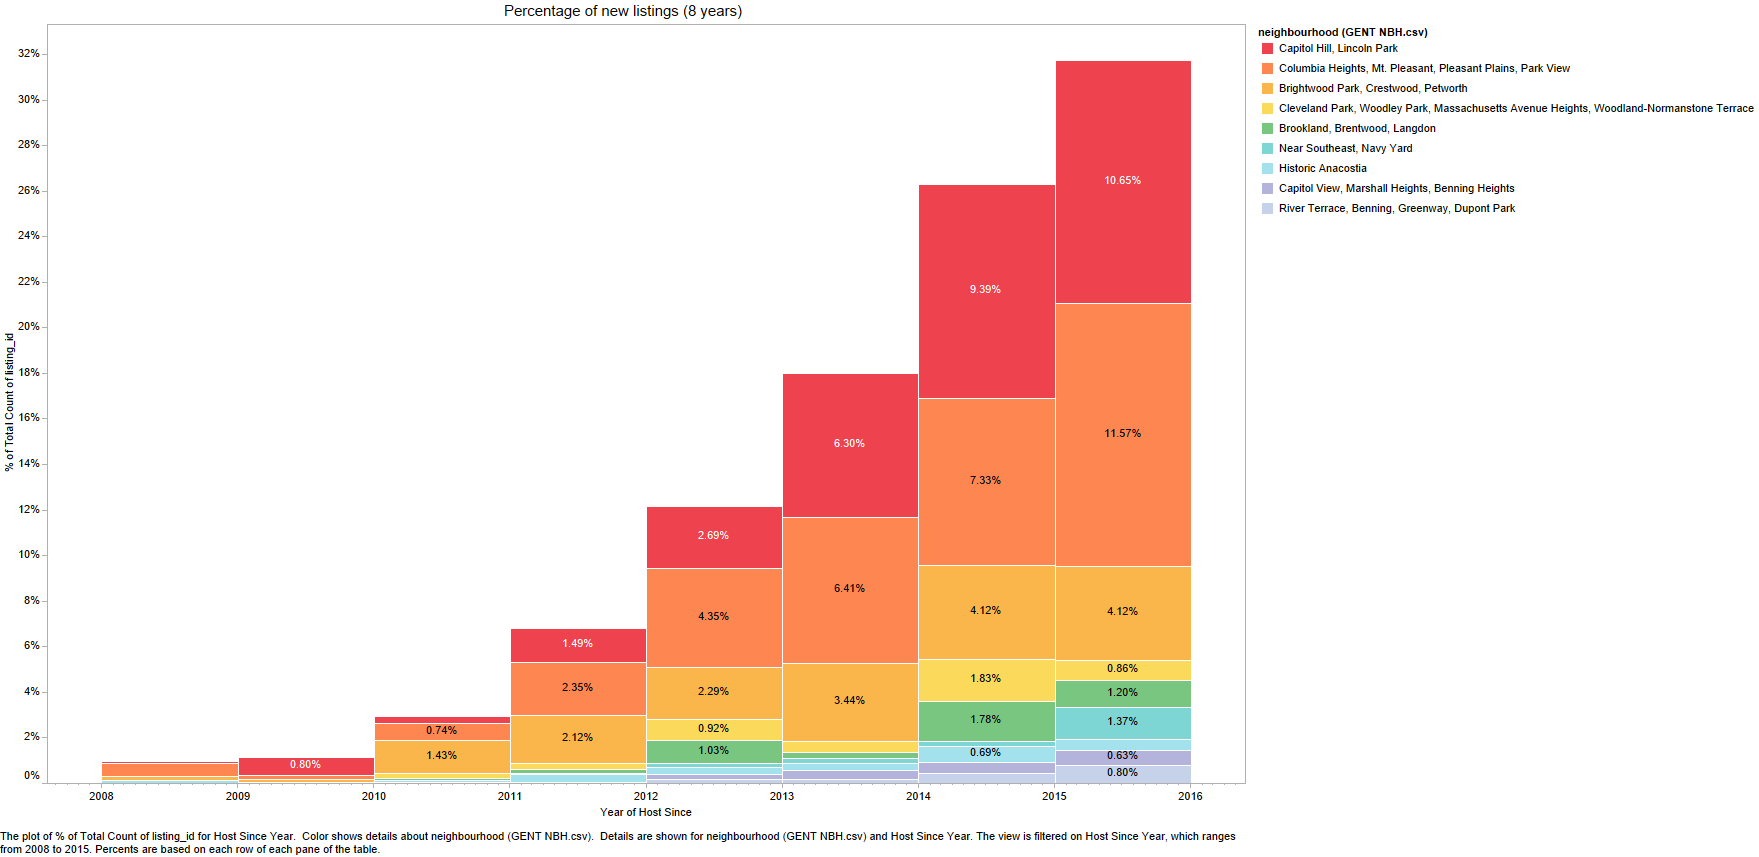 Percentage of new listings (8 years)
neighbourhood (GENT NBH.csv)
Capitol Hill, Lincoln Park
Columbia Heights, Mt. Pleasant, Pleasant Plains, Park View
Brightwood Park, Crestwood, Petworth
Cleveland Park, Woodley Park, Massachusetts Avenue Heights, Woodland-Normanstone Terrace
Brookland, Brentwood, Langdon
Near Southeast, Navy Yard
Historic Anacostia
Capitol View, Marshall Heights, Benning Heights
River Terrace, Benning, Greenway, Dupont Park
% of Total Count of listing_id
32%
30%
28%
26%
24%
22%
20%
18%
16%
14%
12%
10%
8%
6%
4%
2%
0%
0.80%
0.74%
1.43%
1.49%
2.35%
2.12%
2.69%
4.35%
2.29%
0.92%
1.03%
6.30%
6.41%
3.44%
9.39%
7.33%
4.12%
1.83%
1.78%
0.69%
10.65%
11.57%
4.12%
0.86%
1.20%
1.37%
0.63%
0.80%
2008 2009 2010 2011 2012 2013 2014 2015 2016
Year of Host Since
The plot of % of Total Count of listing_id for Host Since Year.  Color shows details about neighbourhood (GENT NBH.csv).  Details are shown for neighbourhood (GENT NBH.csv) and Host Since Year. The view is filtered on Host Since Year, which ranges
from 2008 to 2015. Percents are based on each row of each pane of the table.